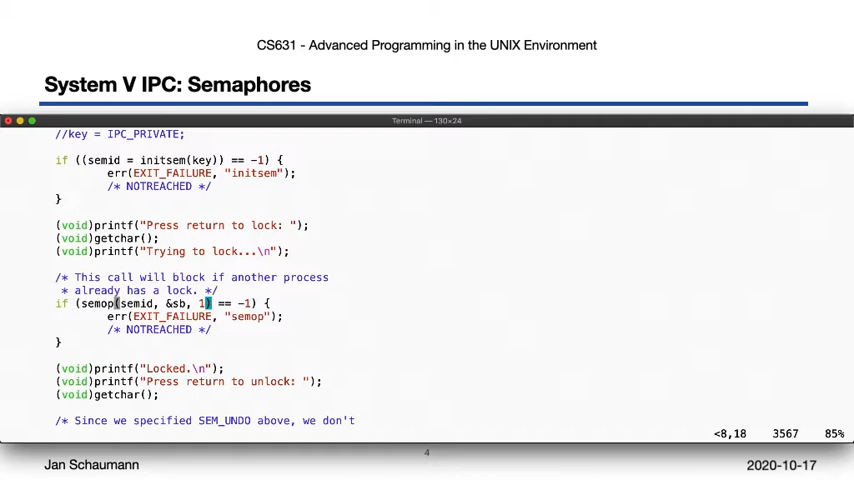 CS631 - Advanced Programming in the UNIX Environment
System V IPC: Semaphores
Terminal — 130×24
//key = IPC_PRIVATE;
if ((semid = initsem(key)) == -1) {
err(EXIT_FAILURE, "initsem");
/* NOTREACHED */
}
(void)printf("Press return to lock: ");
(void)getchar();
(void)printf("Trying to lock...\n");
/* This call will block if another process
* already has a lock. */
if (semop(semid, &sb, 1) == -1) {
err(EXIT_FAILURE, "semop");
/* NOTREACHED */
}
(void)printf("Locked.\n");
(void)printf("Press return to unlock: ");
(void)getchar();
/* Since we specified SEM_UNDO above, we don't
<8,18 3567 85%
4
Jan Schaumann
2020-10-17